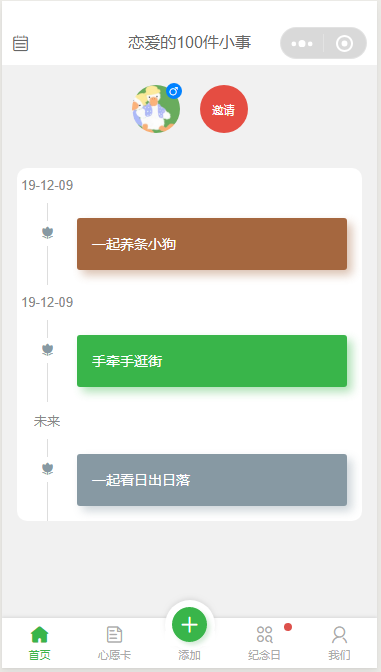 恋爱的100件小事
邀请
19-12-09
一起养条小狗
19-12-09
手牵手逛街
未来
一起看日出日落
首页
心愿卡
添加
纪念日
我们